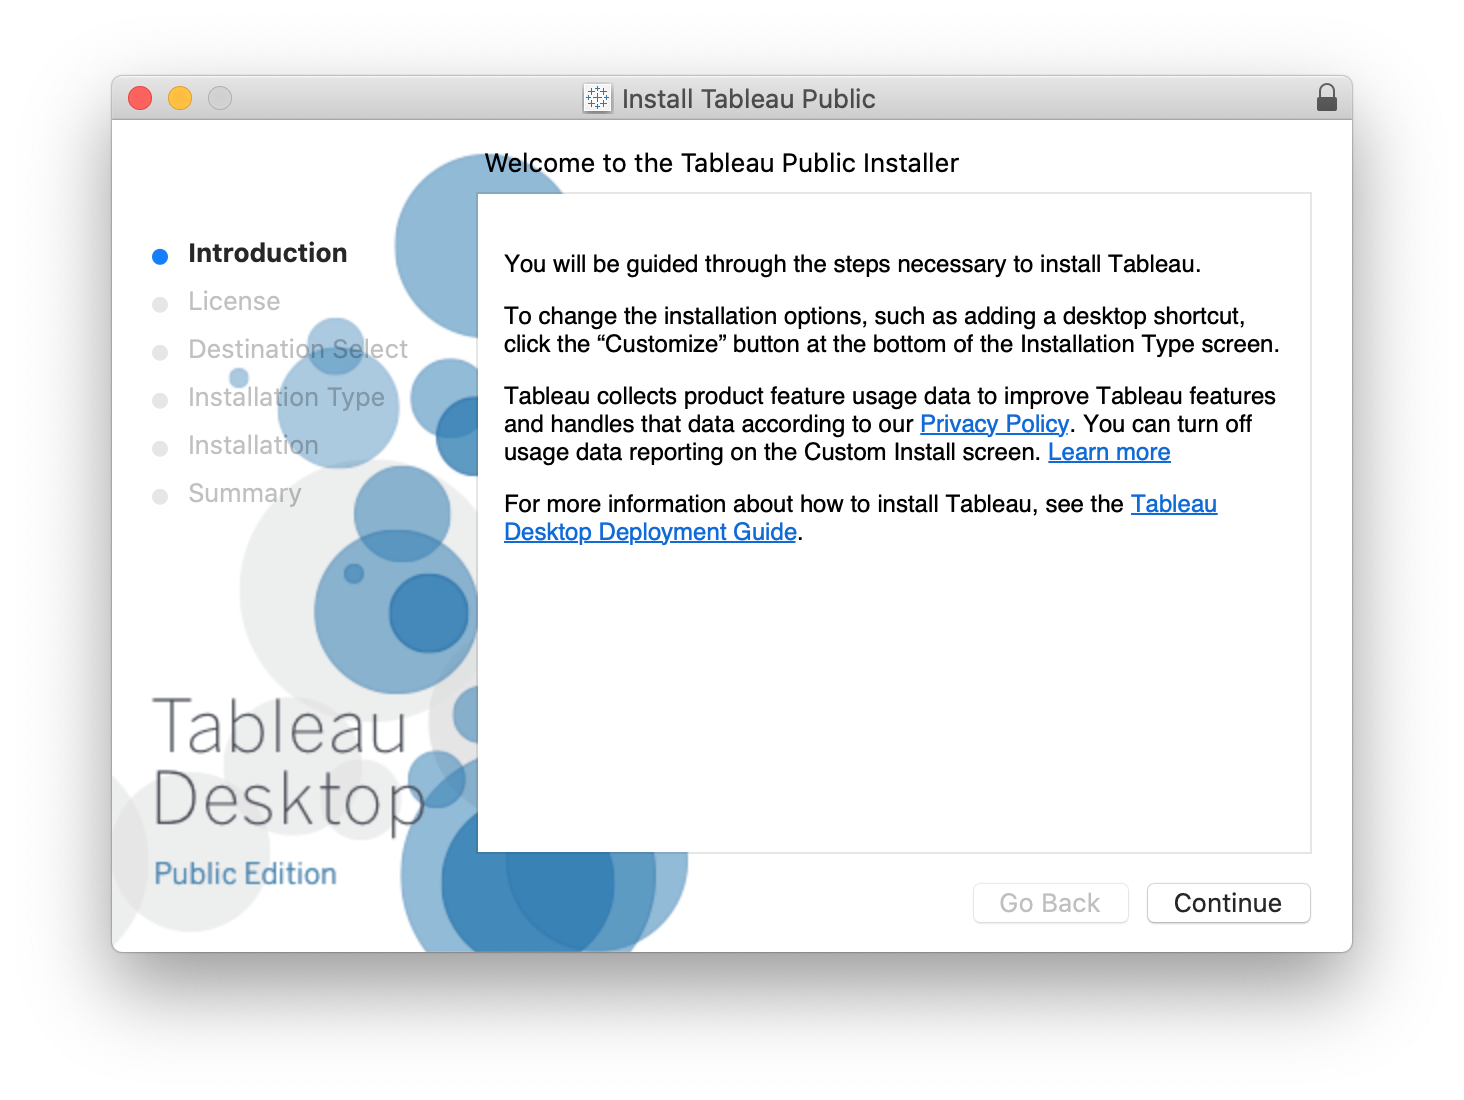 Install Tableau Public
Welcome to the Tableau Public Installer
Introduction
License
Destination Select
Installation Type
Installation
Summary
You will be guided through the steps necessary to install Tableau.
To change the installation options, such as adding a desktop shortcut,
click the “Customize” button at the bottom of the Installation Type screen.
Tableau collects product feature usage data to improve Tableau features
and handles that data according to our Privacy Policy. You can turn off
usage data reporting on the Custom Install screen. Learn more
For more information about how to install Tableau, see the Tableau
Desktop Deployment Guide.
Tableau
Desktop
Public Edition
Go Back
Continue